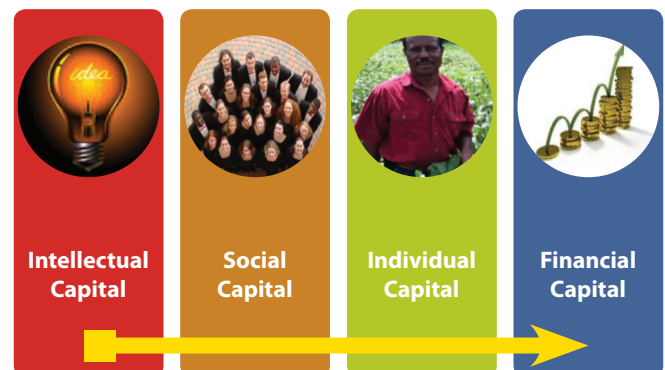 idea
Intellectual
Capital
Social
Capital
Individual
Capital
Financial
Capital